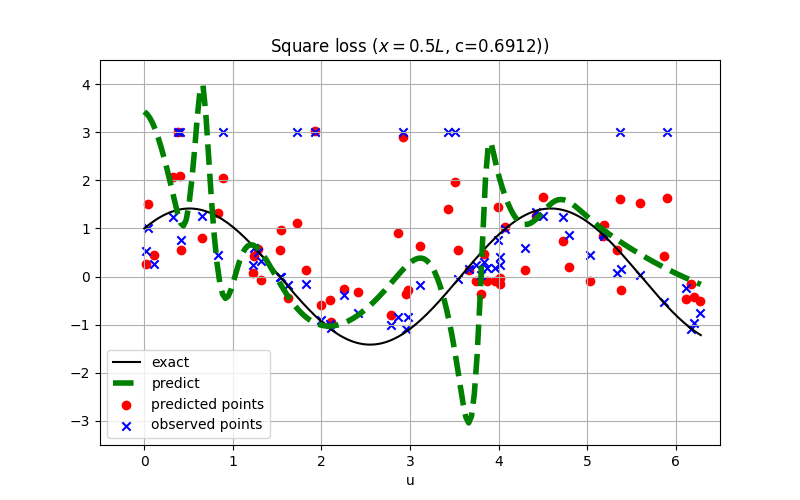 Square loss (x = 0.5L, c=0.6912))
4
3
2
1
0
−1
−2
−3
exact
predict
predicted points
observed points
0 1 2 3 4 5 6
u